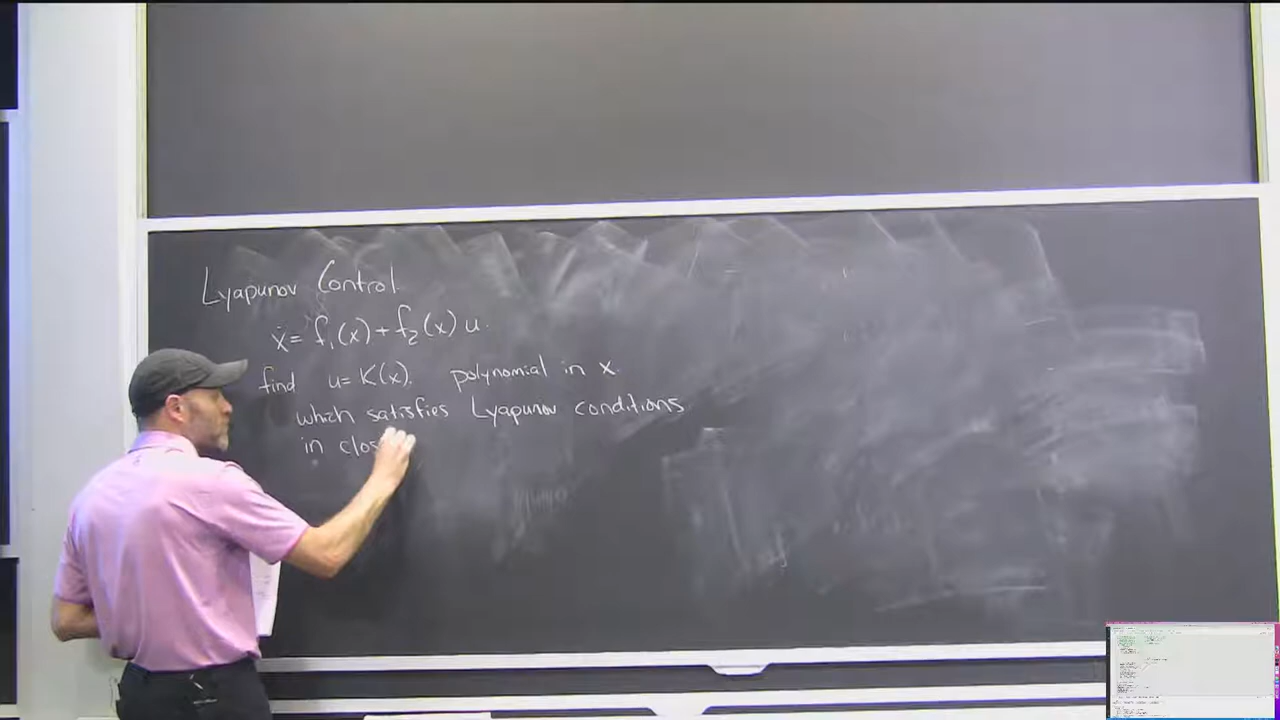 Lyapunov Control
ẋ = f₁(x) + f₂(x) u.
find u = K(x). polynomial in x.
which satisfies Lyapunov conditions
in clos